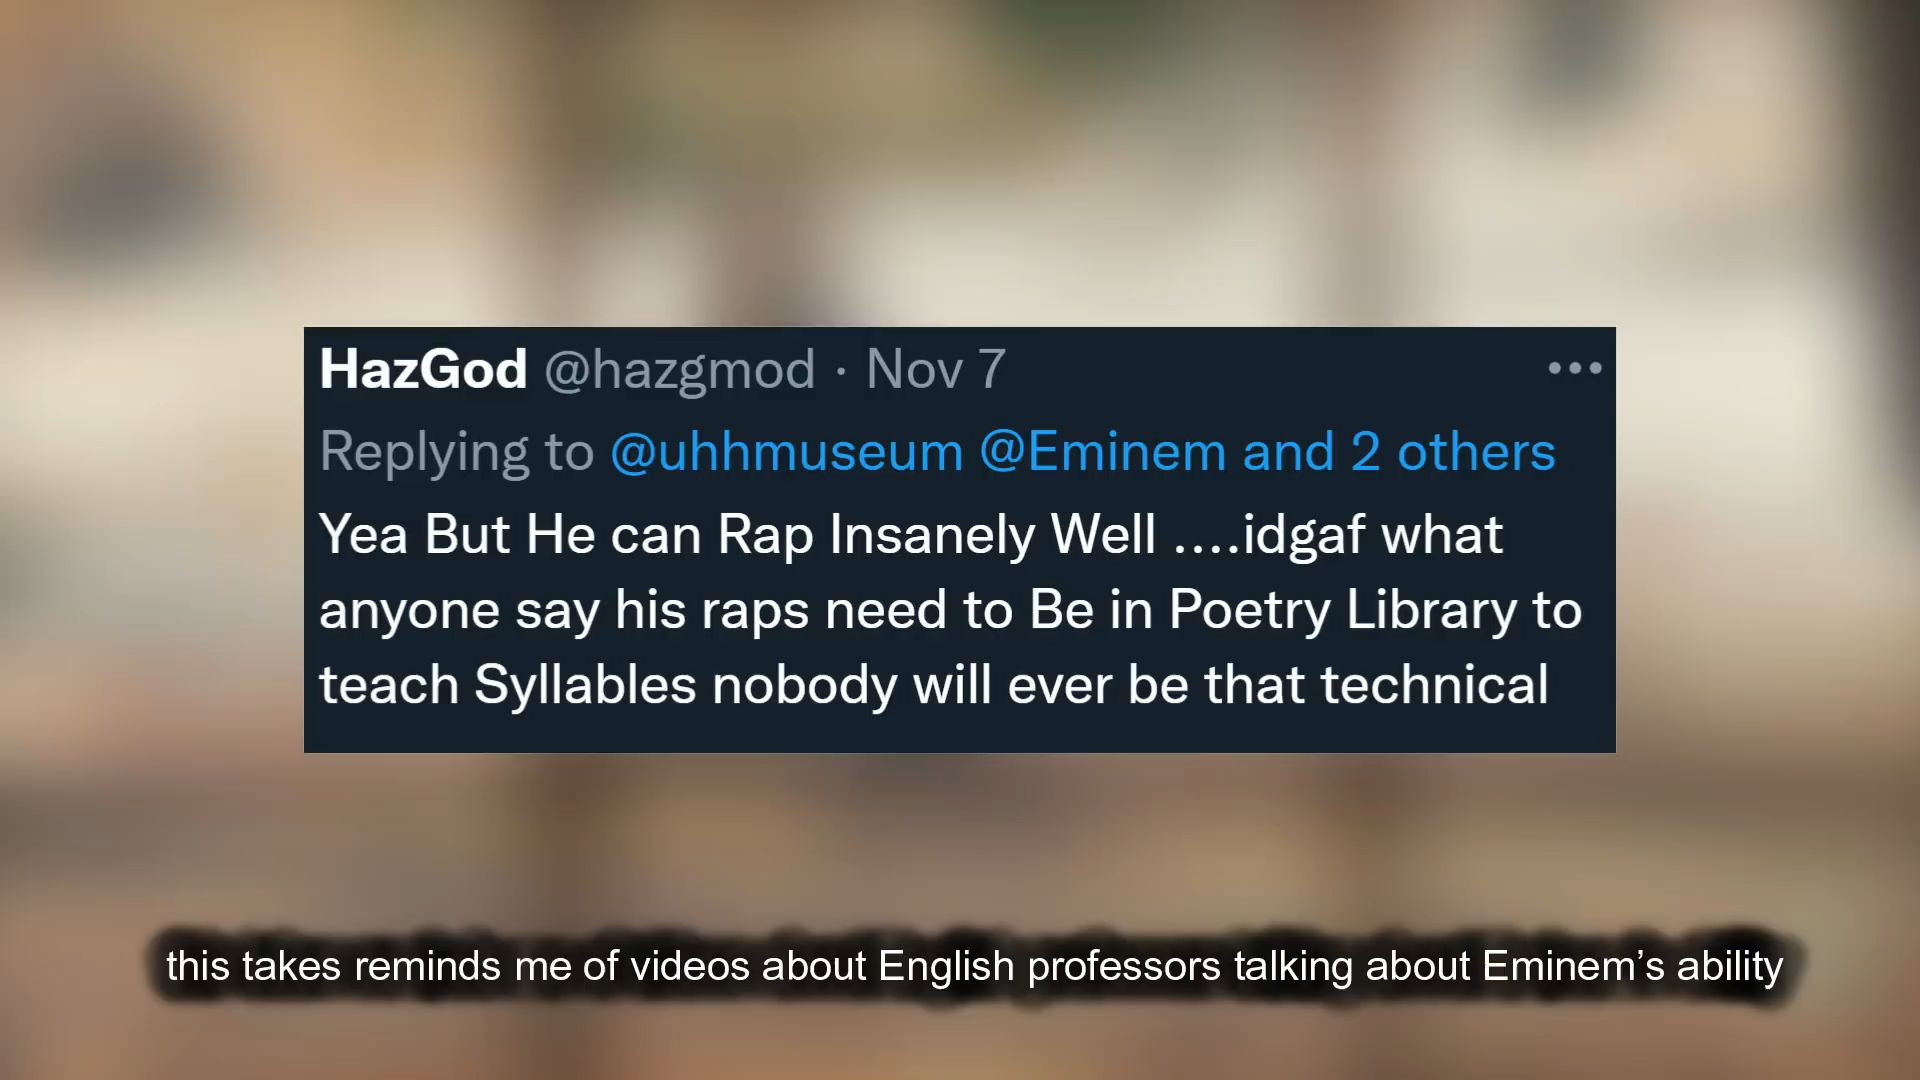 HazGod @hazgmod · Nov 7
Replying to @uhhmuseum @Eminem and 2 others
Yea But He can Rap Insanely Well ....idgaf what
anyone say his raps need to Be in Poetry Library to
teach Syllables nobody will ever be that technical
this takes reminds me of videos about English professors talking about Eminem’s ability